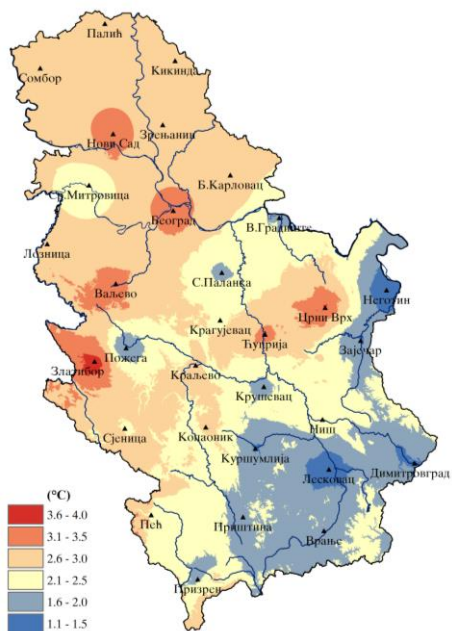 Палић
Сомбор
Кикинда
Нови Сад
Зрењанин
Ср.Митровица
Б.Карловац
Београд
В.Градиште
Лозница
С.Паланка
Ваљево
Неготин
Црни Врх
Крагујевац
Ћуприја
Зајечар
Пожега
Златибор
Краљево
Крушевац
Ниш
Сјеница
Копаоник
Куршумлија
Димитровград
Лесковац
Пећ
Приштина
Врање
Призрен
(°C)
3.6 - 4.0
3.1 - 3.5
2.6 - 3.0
2.1 - 2.5
1.6 - 2.0
1.1 - 1.5